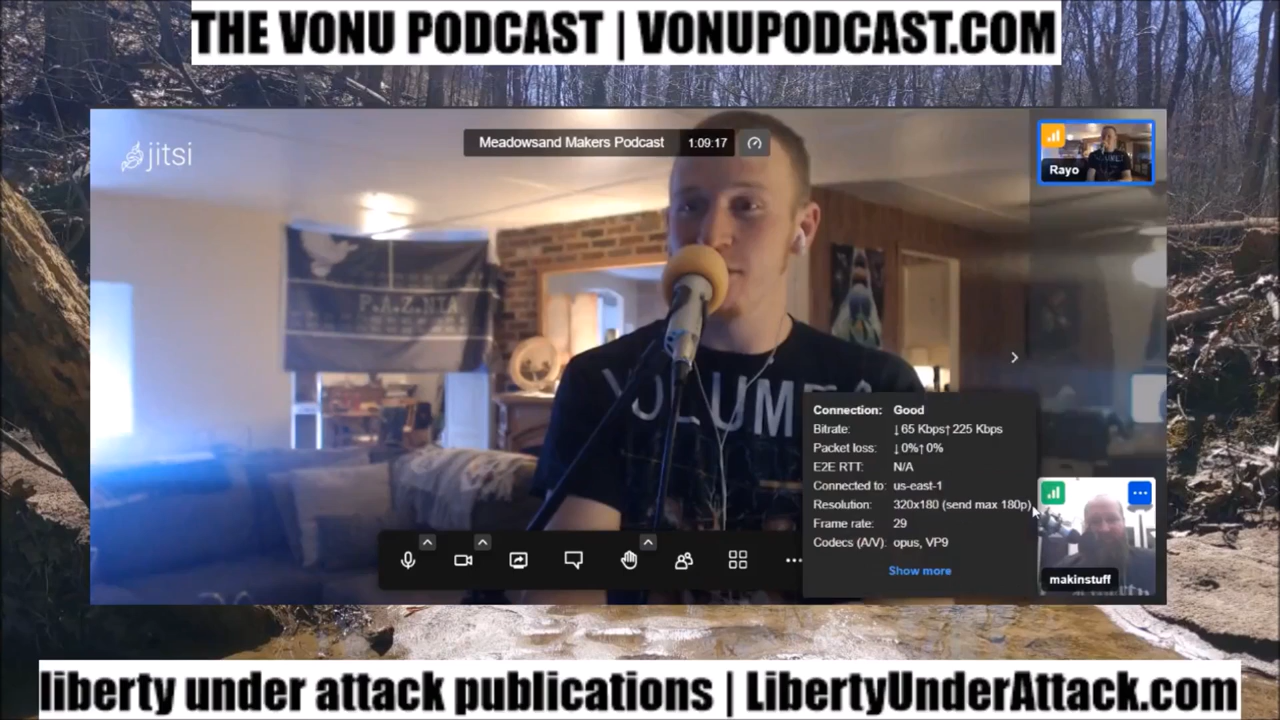 THE VONU PODCAST | VONUPODCAST.COM
jitsi
Meadowsand Makers Podcast 1:09:17
Rayo
P.A.Z.NIA
VOLUME
Connection: Good
Bitrate: ↓65 Kbps↑225 Kbps
Packet loss: ↓0%↑0%
E2E RTT: N/A
Connected to: us-east-1
Resolution: 320x180 (send max 180p)
Frame rate: 29
Codecs (A/V): opus, VP9
Show more
makinstuff
liberty under attack publications | LibertyUnderAttack.com